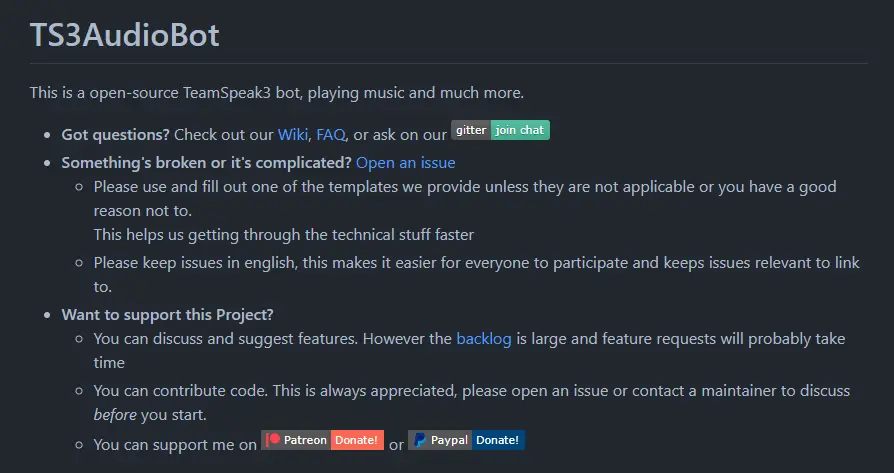 TS3AudioBot
This is a open-source TeamSpeak3 bot, playing music and much more.
Got questions? Check out our Wiki, FAQ, or ask on our gitter join chat
Something's broken or it's complicated? Open an issue
Please use and fill out one of the templates we provide unless they are not applicable or you have a good
reason not to.
This helps us getting through the technical stuff faster
Please keep issues in english, this makes it easier for everyone to participate and keeps issues relevant to link
to.
Want to support this Project?
You can discuss and suggest features. However the backlog is large and feature requests will probably take
time
You can contribute code. This is always appreciated, please open an issue or contact a maintainer to discuss
before you start.
You can support me on Patreon Donate! or Paypal Donate!